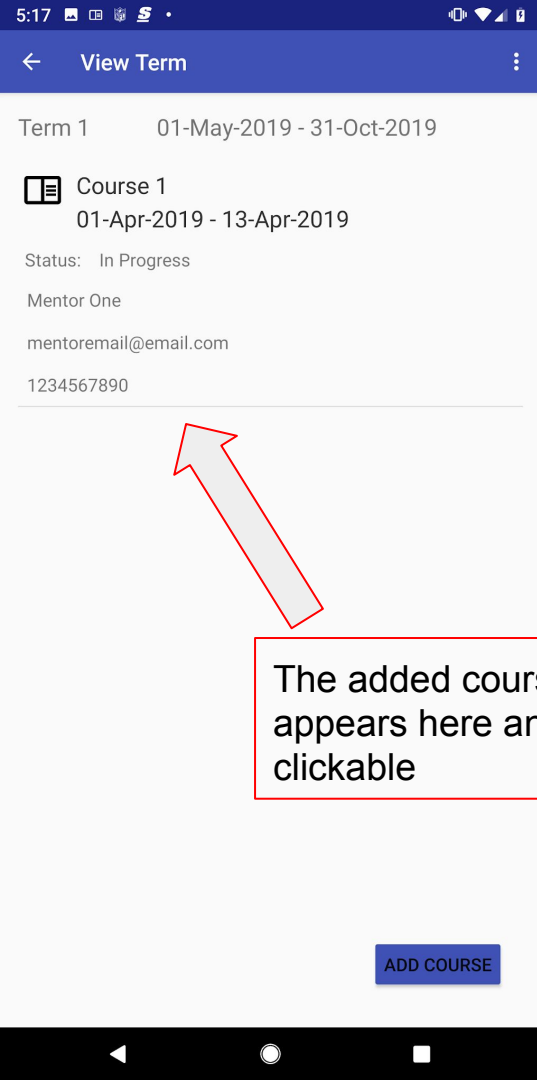 5:17
View Term
Term 1 01-May-2019 - 31-Oct-2019
Course 1
01-Apr-2019 - 13-Apr-2019
Status: In Progress
Mentor One
mentoremail@email.com
1234567890
The added cours
appears here an
clickable
ADD COURSE